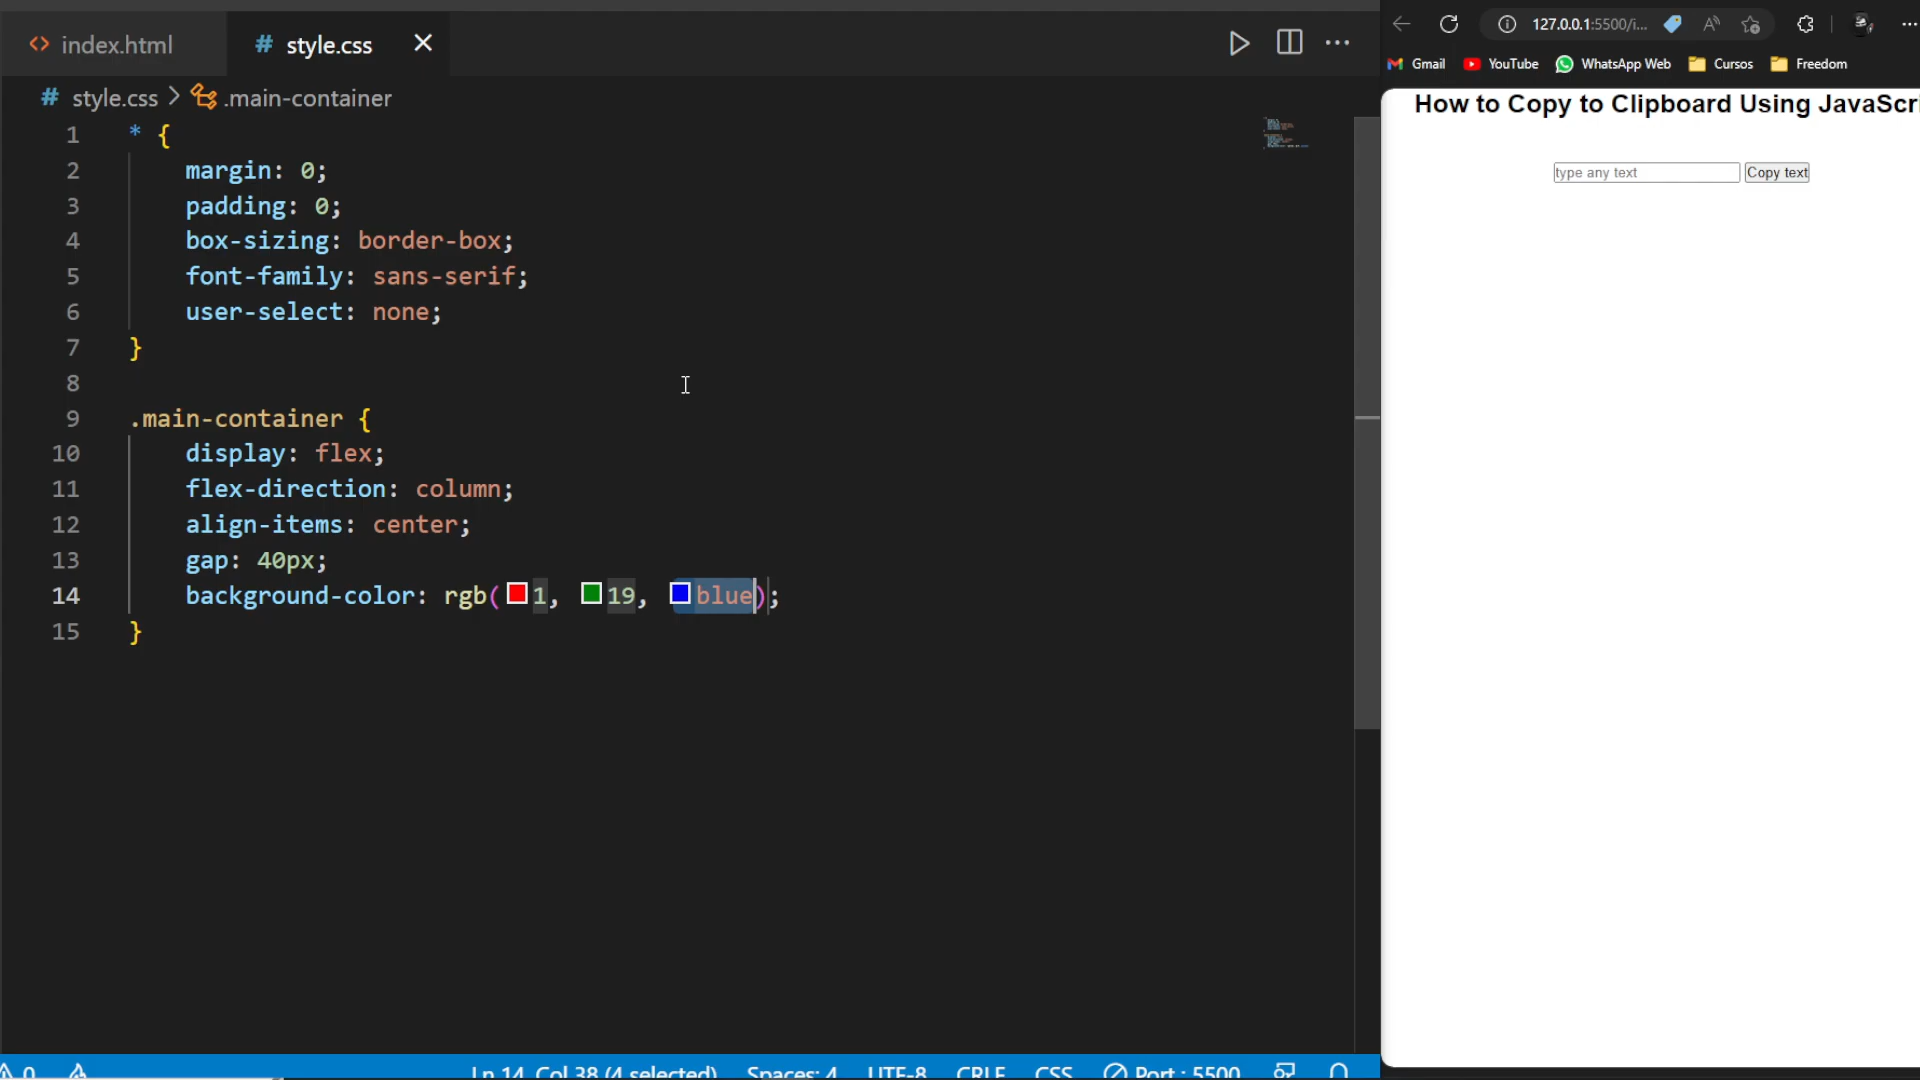 index.html
style.css
style.css > .main-container
1 * {
2 margin: 0;
3 padding: 0;
4 box-sizing: border-box;
5 font-family: sans-serif;
6 user-select: none;
7 }
8
9 .main-container {
10 display: flex;
11 flex-direction: column;
12 align-items: center;
13 gap: 40px;
14 background-color: rgb(1, 19, blue);
15 }
0 Ln 14, Col 38 (4 selected) Spaces: 4 UTF-8 CRLF CSS Port : 5500
127.0.0.1:5500/i...
Gmail YouTube WhatsApp Web Cursos Freedom
How to Copy to Clipboard Using JavaScri
type any text Copy text